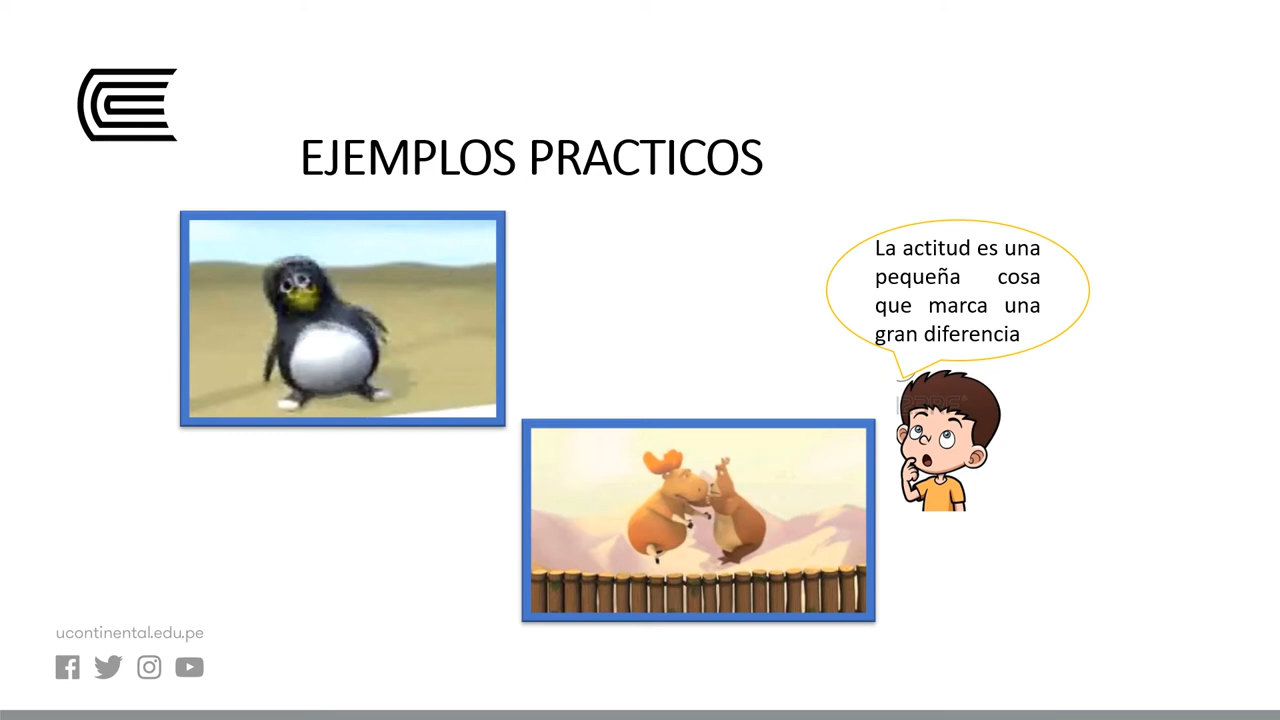 EJEMPLOS PRACTICOS
La actitud es una
pequeña cosa
que marca una
gran diferencia
ucontinental.edu.pe